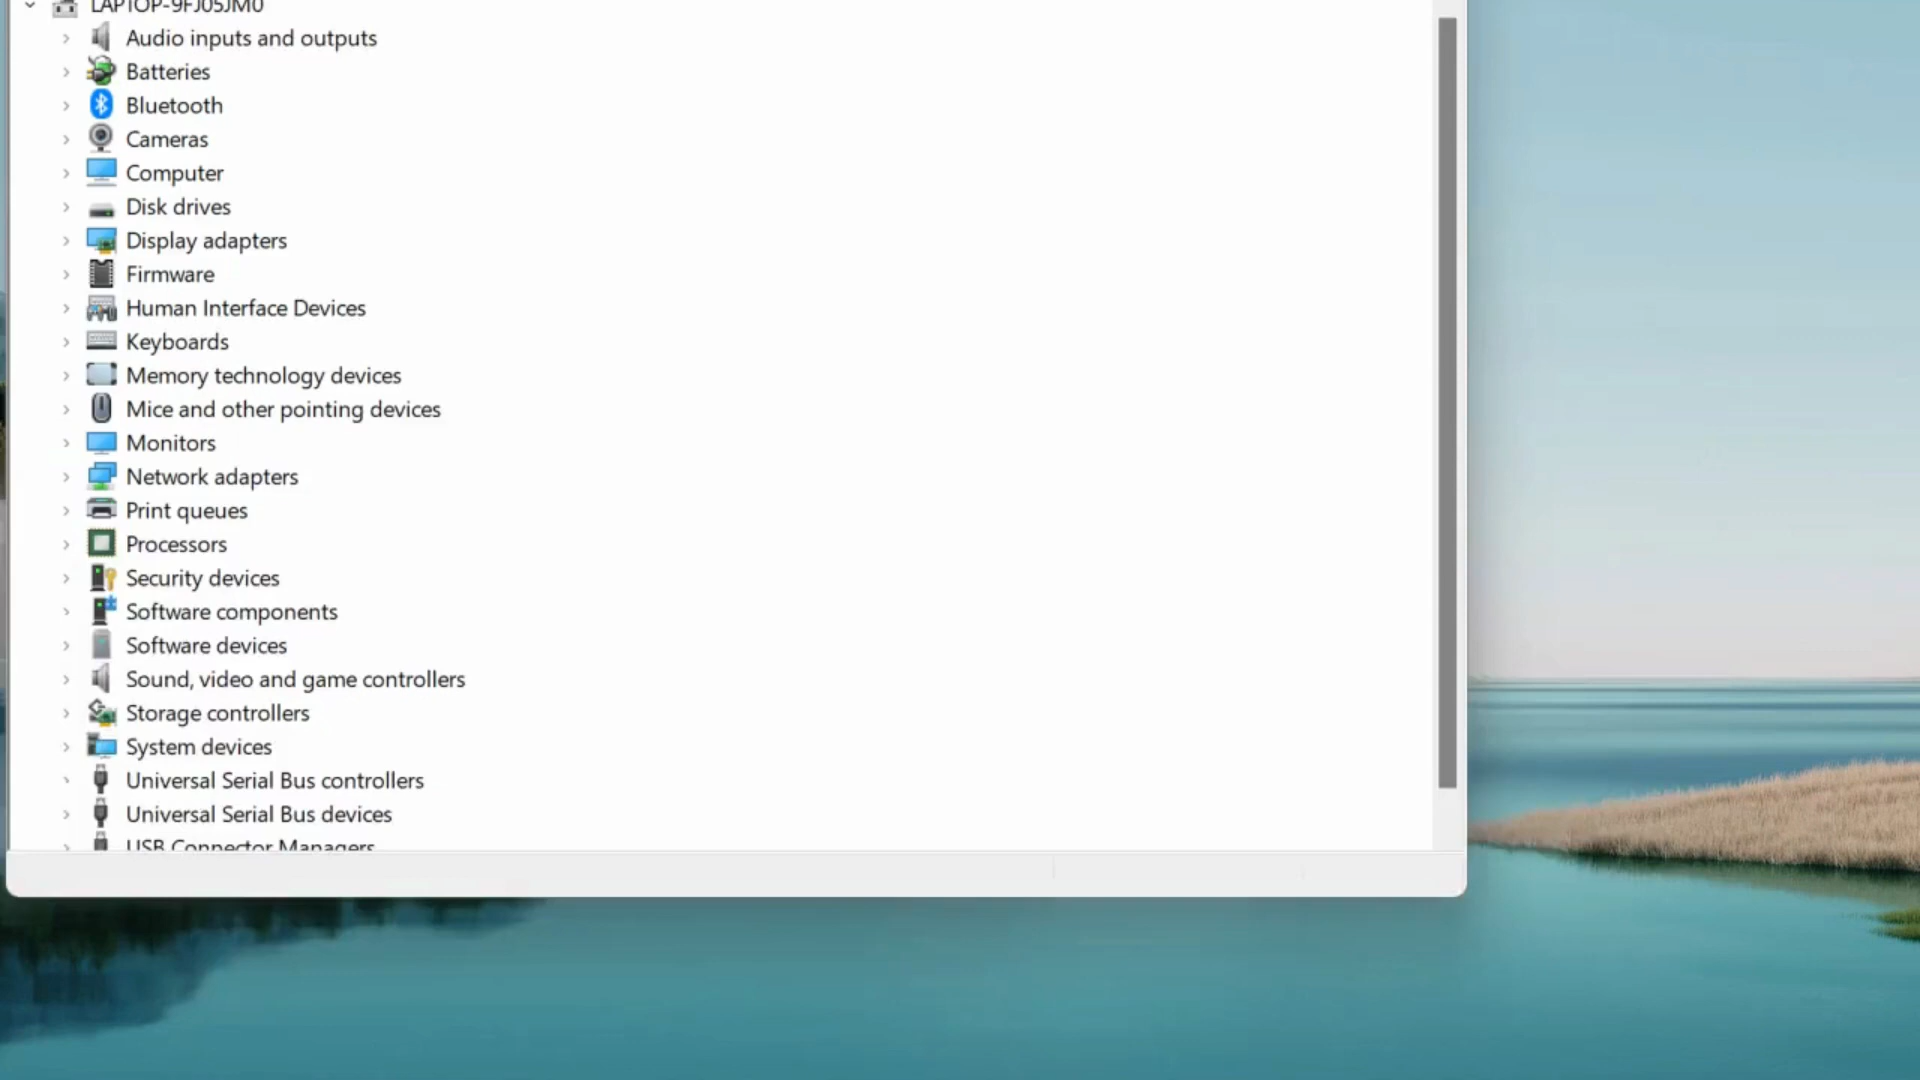 LAPTOP-9FJ05JM0
Audio inputs and outputs
Batteries
Bluetooth
Cameras
Computer
Disk drives
Display adapters
Firmware
Human Interface Devices
Keyboards
Memory technology devices
Mice and other pointing devices
Monitors
Network adapters
Print queues
Processors
Security devices
Software components
Software devices
Sound, video and game controllers
Storage controllers
System devices
Universal Serial Bus controllers
Universal Serial Bus devices
USB Connector Managers